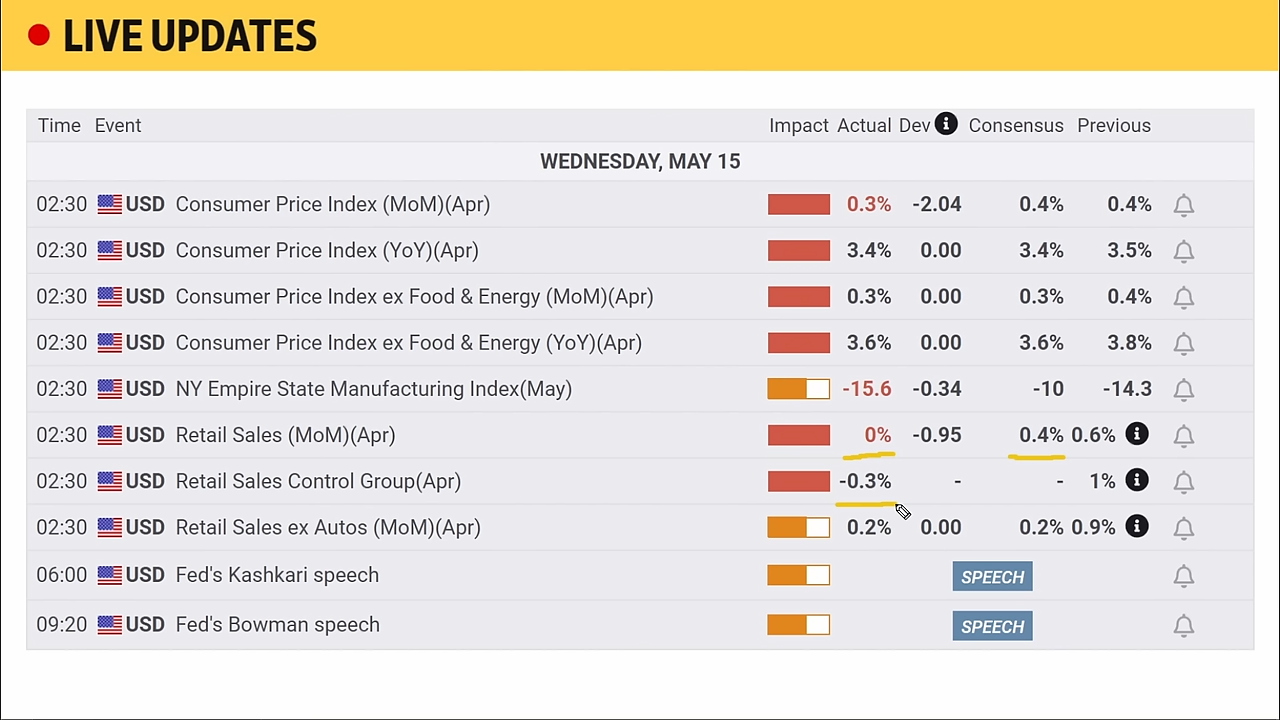 LIVE UPDATES
Time Event Impact Actual Dev Consensus Previous
WEDNESDAY, MAY 15
02:30 USD Consumer Price Index (MoM)(Apr) 0.3% -2.04 0.4% 0.4%
02:30 USD Consumer Price Index (YoY)(Apr) 3.4% 0.00 3.4% 3.5%
02:30 USD Consumer Price Index ex Food & Energy (MoM)(Apr) 0.3% 0.00 0.3% 0.4%
02:30 USD Consumer Price Index ex Food & Energy (YoY)(Apr) 3.6% 0.00 3.6% 3.8%
02:30 USD NY Empire State Manufacturing Index(May) -15.6 -0.34 -10 -14.3
02:30 USD Retail Sales (MoM)(Apr) 0% -0.95 0.4% 0.6%
02:30 USD Retail Sales Control Group(Apr) -0.3% - - 1%
02:30 USD Retail Sales ex Autos (MoM)(Apr) 0.2% 0.00 0.2% 0.9%
06:00 USD Fed's Kashkari speech SPEECH
09:20 USD Fed's Bowman speech SPEECH